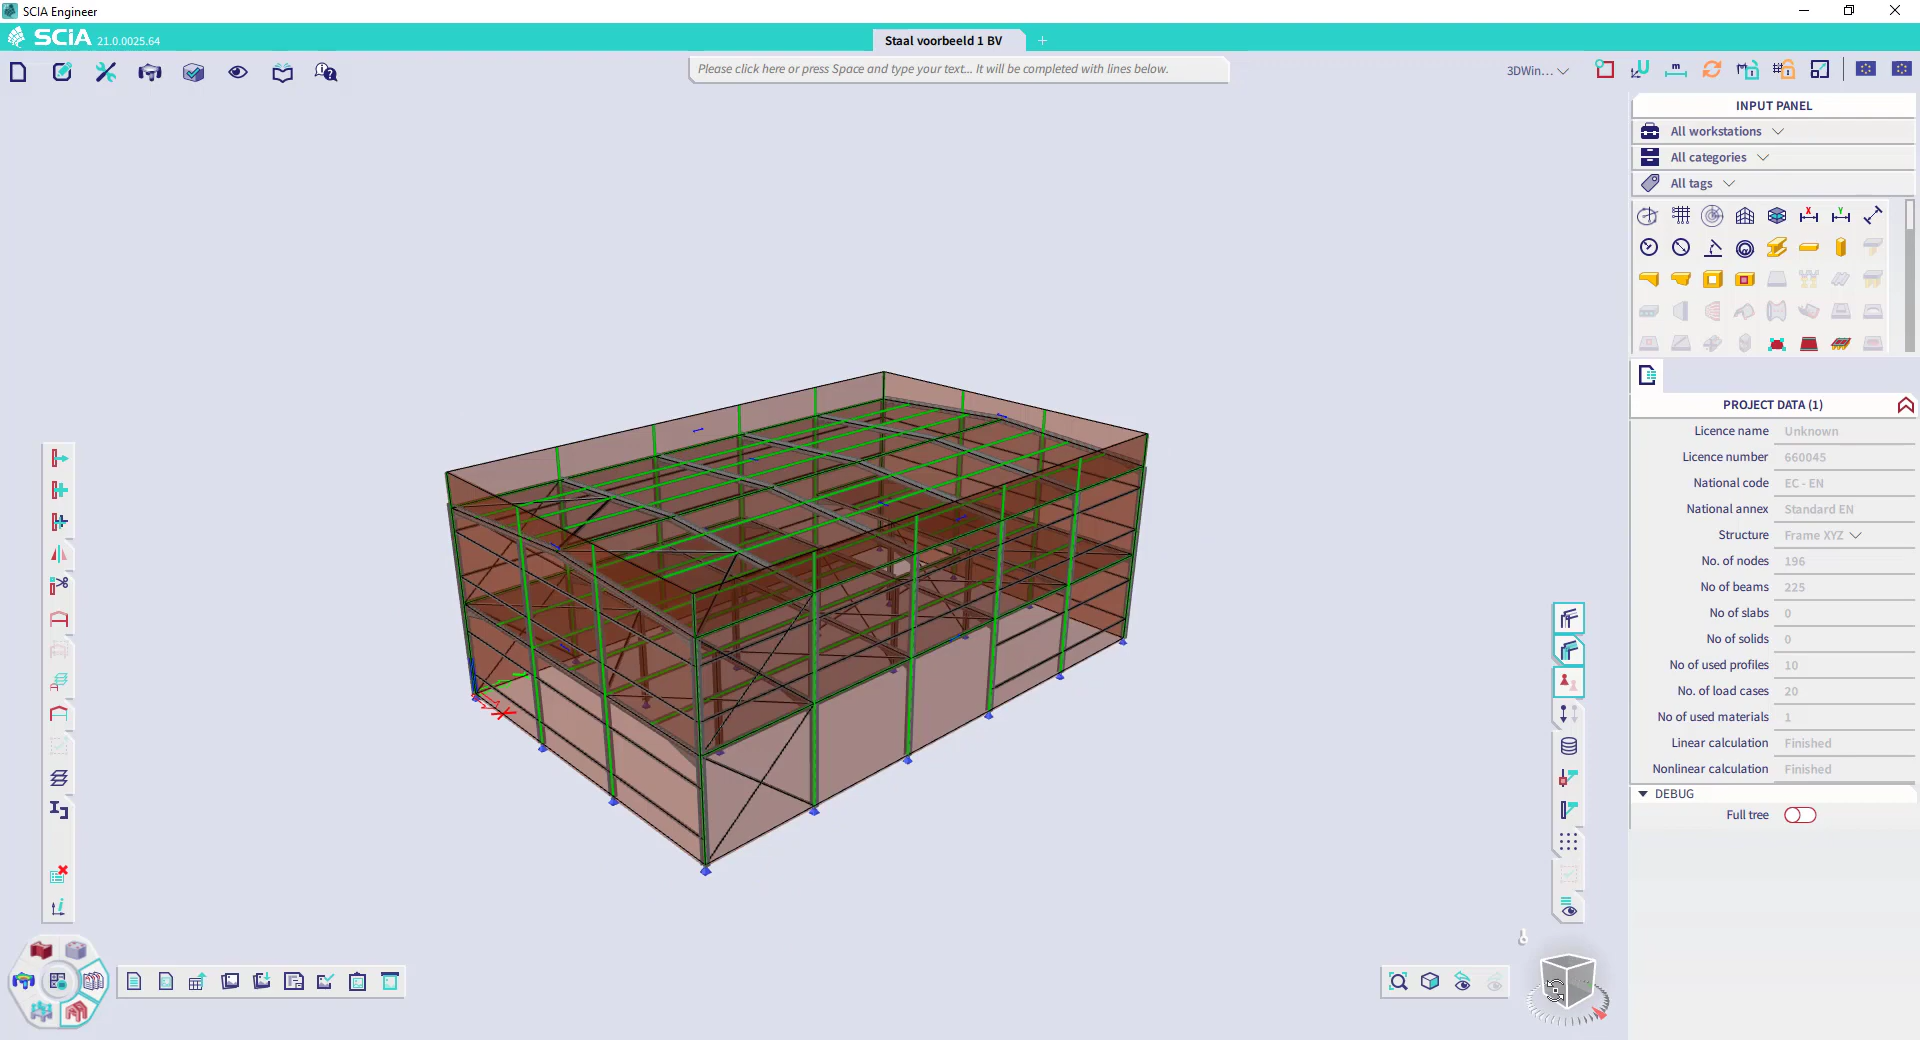 SCIA Engineer
SCiA 21.0.0025.64
Staal voorbeeld 1 BV
Please click here or press Space and type your text... It will be completed with lines below.
3DWin...
INPUT PANEL
All workstations
All categories
All tags
PROJECT DATA (1)
Licence name Unknown
Licence number 660045
National code EC - EN
National annex Standard EN
Structure Frame XYZ
No. of nodes 196
No of beams 225
No of slabs 0
No of solids 0
No of used profiles 10
No. of load cases 20
No of used materials 1
Linear calculation Finished
Nonlinear calculation Finished
DEBUG
Full tree